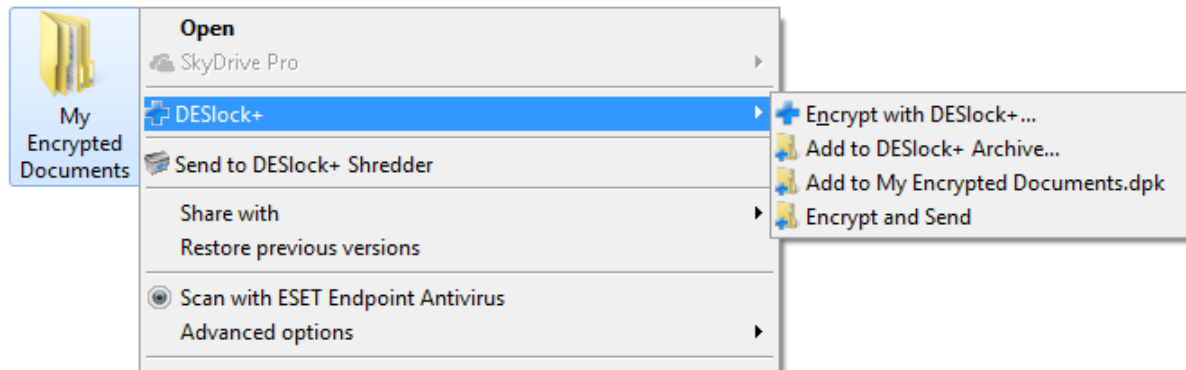 My
Encrypted
Documents
Open
SkyDrive Pro
DESlock+
Send to DESlock+ Shredder
Share with
Restore previous versions
Scan with ESET Endpoint Antivirus
Advanced options
Encrypt with DESlock+...
Add to DESlock+ Archive...
Add to My Encrypted Documents.dpk
Encrypt and Send